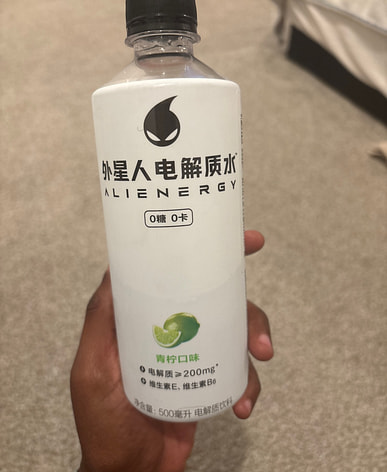 外星人电解质水™
ALIENERGY
0糖 0卡
青柠口味
电解质≥200mg*
维生素E、维生素B6
净含量:500毫升 电解质饮料